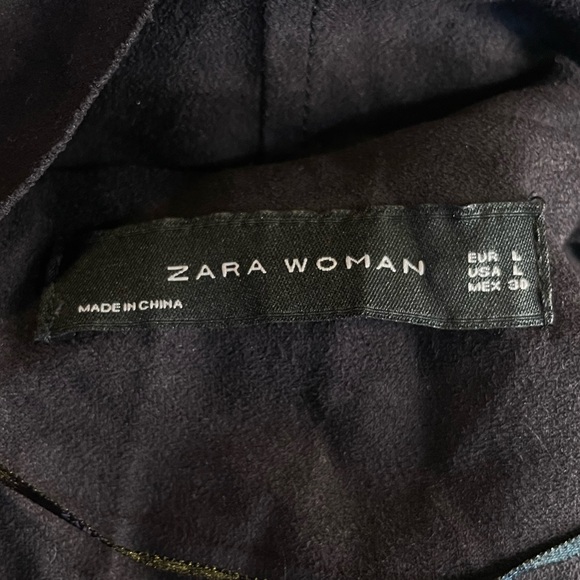 ZARA WOMAN
EUR L
USA L
MEX 30
MADE IN CHINA